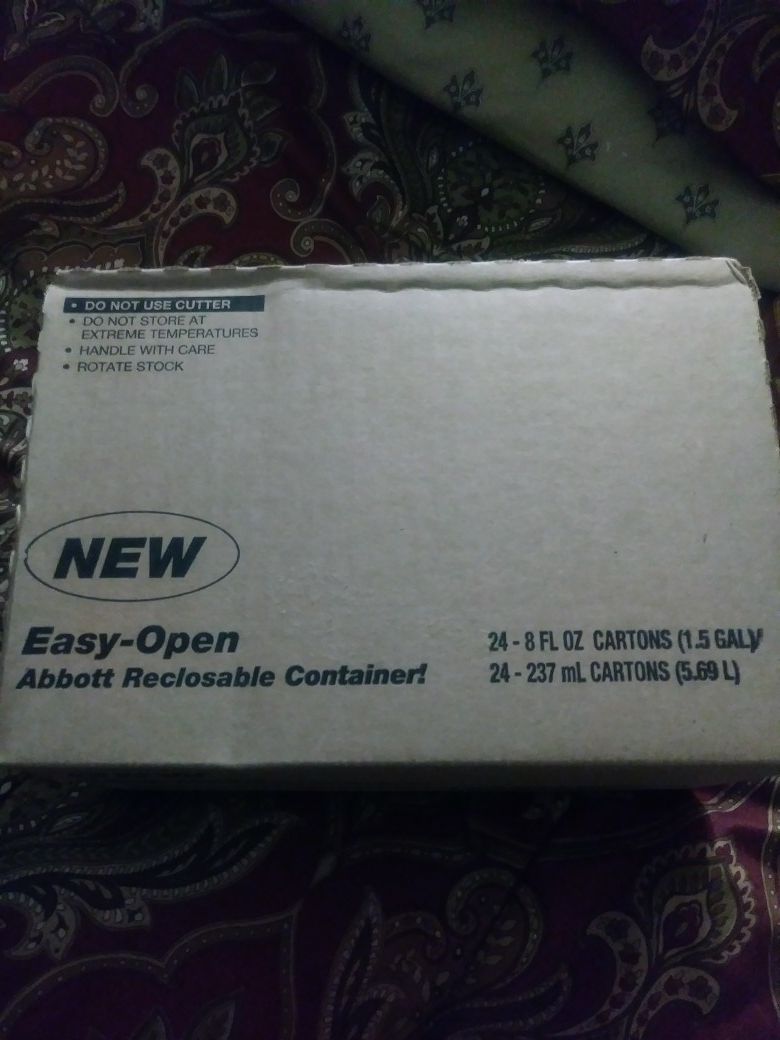 • DO NOT USE CUTTER
• DO NOT STORE AT
EXTREME TEMPERATURES
• HANDLE WITH CARE
• ROTATE STOCK
NEW
Easy-Open
Abbott Reclosable Container!
24 - 8 FL OZ CARTONS (1.5 GAL)/
24 - 237 mL CARTONS (5.69 L)